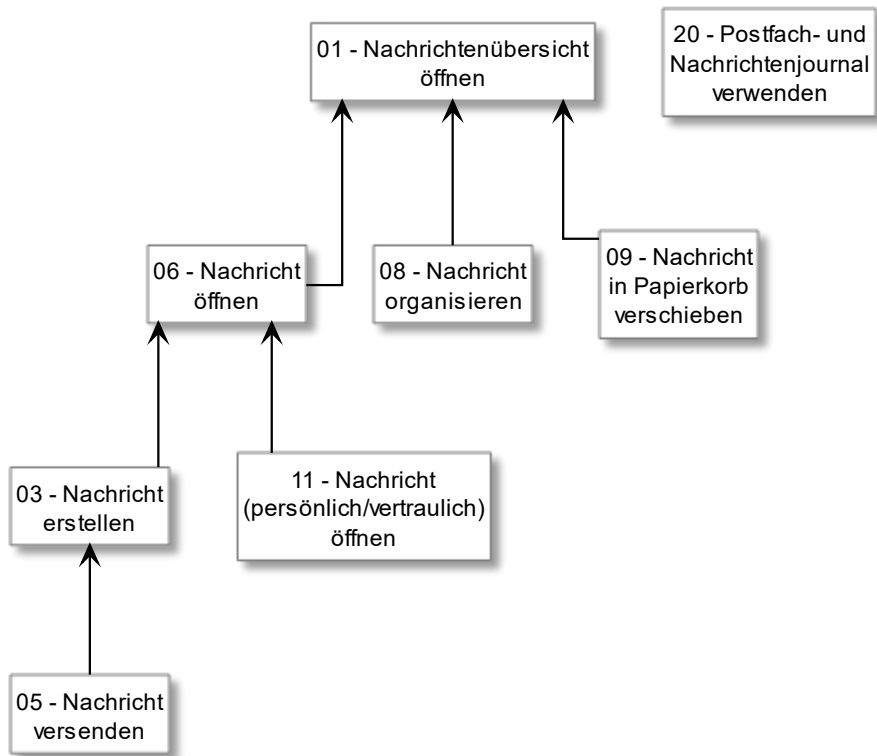 01 - Nachrichtenübersicht
öffnen
20 - Postfach- und
Nachrichtenjournal
verwenden
06 - Nachricht
öffnen
08 - Nachricht
organisieren
09 - Nachricht
in Papierkorb
verschieben
03 - Nachricht
erstellen
11 - Nachricht
(persönlich/vertraulich)
öffnen
05 - Nachricht
versenden